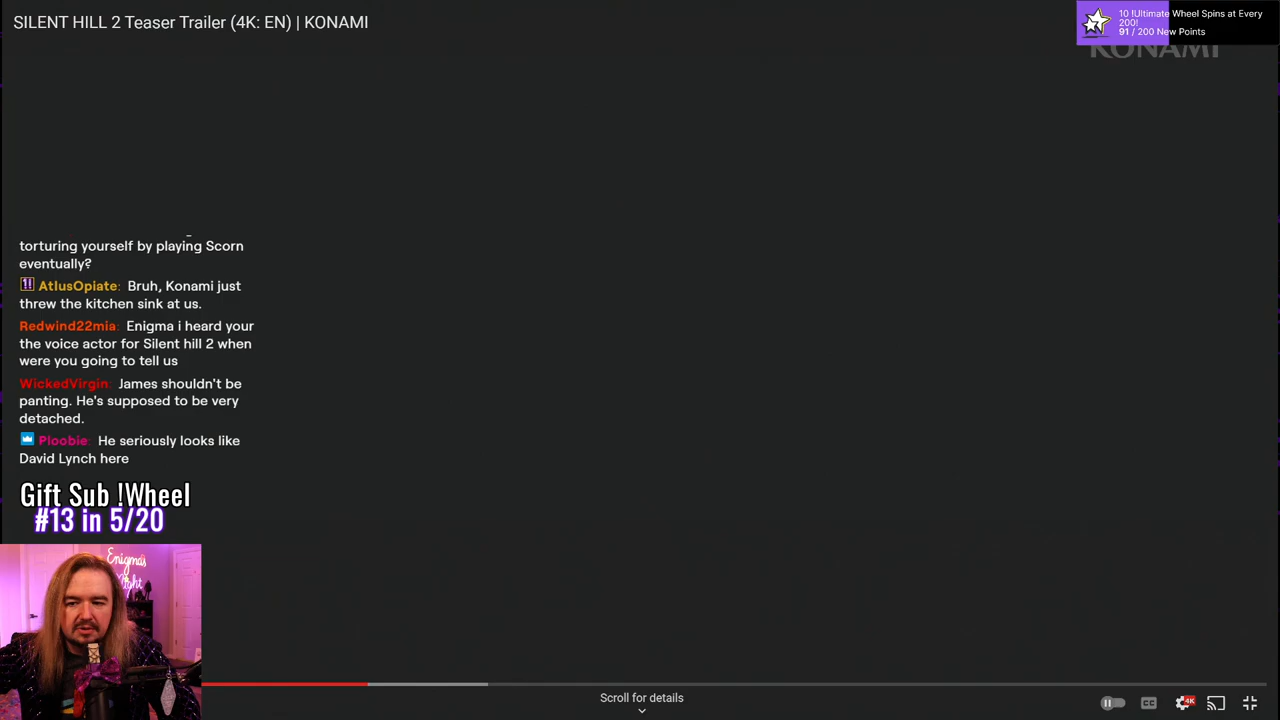 SILENT HILL 2 Teaser Trailer (4K: EN) | KONAMI
10 !Ultimate Wheel Spins at Every
200!
91 / 200 New Points
KONAMI
torturing yourself by playing Scorn
eventually?
AtlusOpiate: Bruh, Konami just
threw the kitchen sink at us.
Redwind22mia: Enigma i heard your
the voice actor for Silent hill 2 when
were you going to tell us
WickedVirgin: James shouldn't be
panting. He's supposed to be very
detached.
Ploobie: He seriously looks like
David Lynch here
Gift Sub !Wheel
#13 in 5/20
Enigma's
Scroll for details
CC
4K